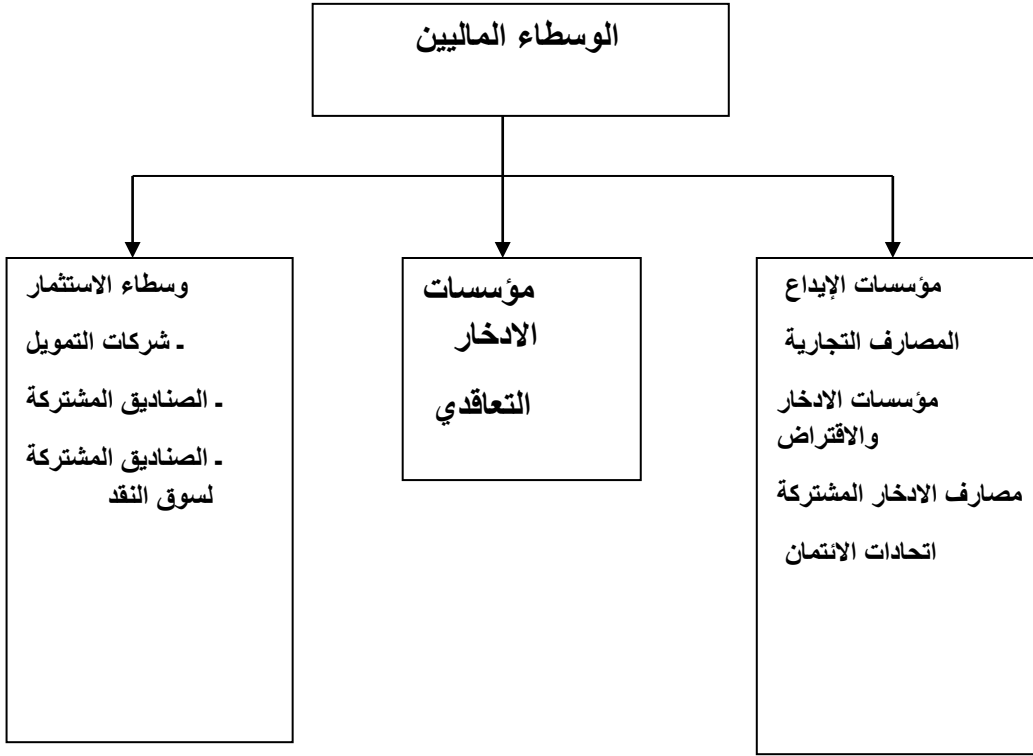 الوسطاء الماليين
مؤسسات الإيداع
المصارف التجارية
مؤسسات الادخار
والاقتراض
مصارف الادخار المشتركة
اتحادات الائتمان
مؤسسات
الادخار
التعاقدي
وسطاء الاستثمار
ـ شركات التمويل
ـ الصناديق المشتركة
ـ الصناديق المشتركة
لسوق النقد